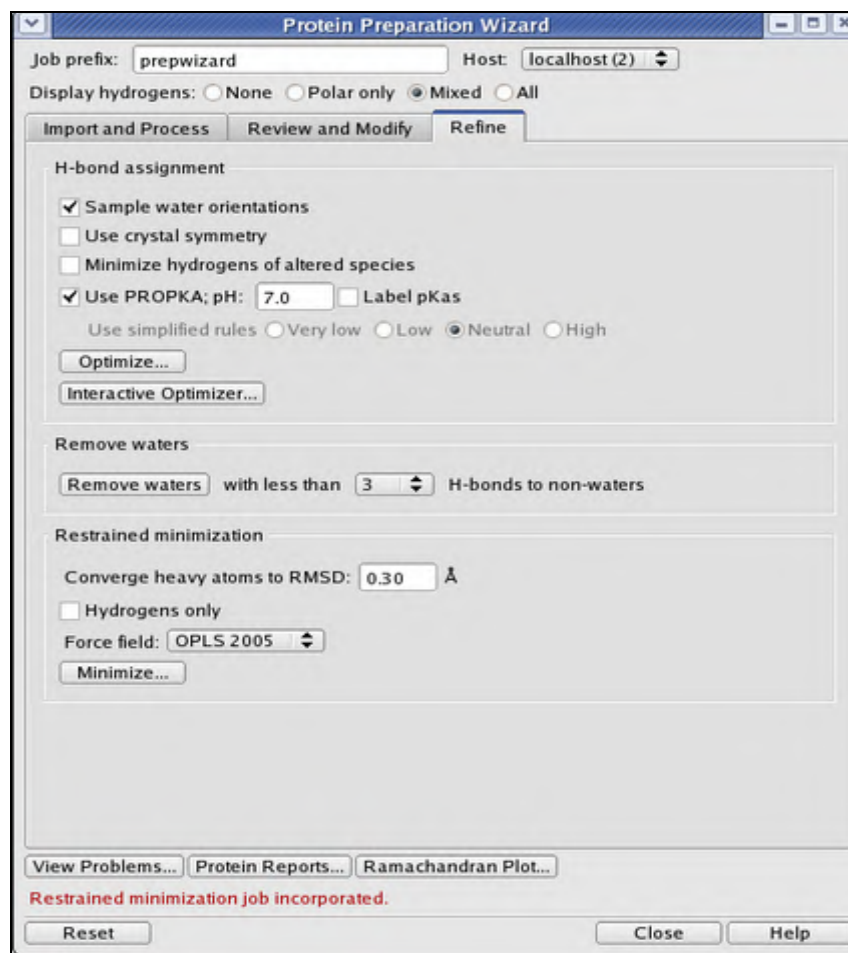 Protein Preparation Wizard
Job prefix: prepwizard Host: localhost (2)
Display hydrogens: None Polar only Mixed All
Import and Process Review and Modify Refine
H-bond assignment
Sample water orientations
Use crystal symmetry
Minimize hydrogens of altered species
Use PROPKA; pH: 7.0 Label pKas
Use simplified rules Very low Low Neutral High
Optimize...
Interactive Optimizer...
Remove waters
Remove waters with less than 3 H-bonds to non-waters
Restrained minimization
Converge heavy atoms to RMSD: 0.30 Å
Hydrogens only
Force field: OPLS 2005
Minimize...
View Problems... Protein Reports... Ramachandran Plot...
Restrained minimization job incorporated.
Reset Close Help